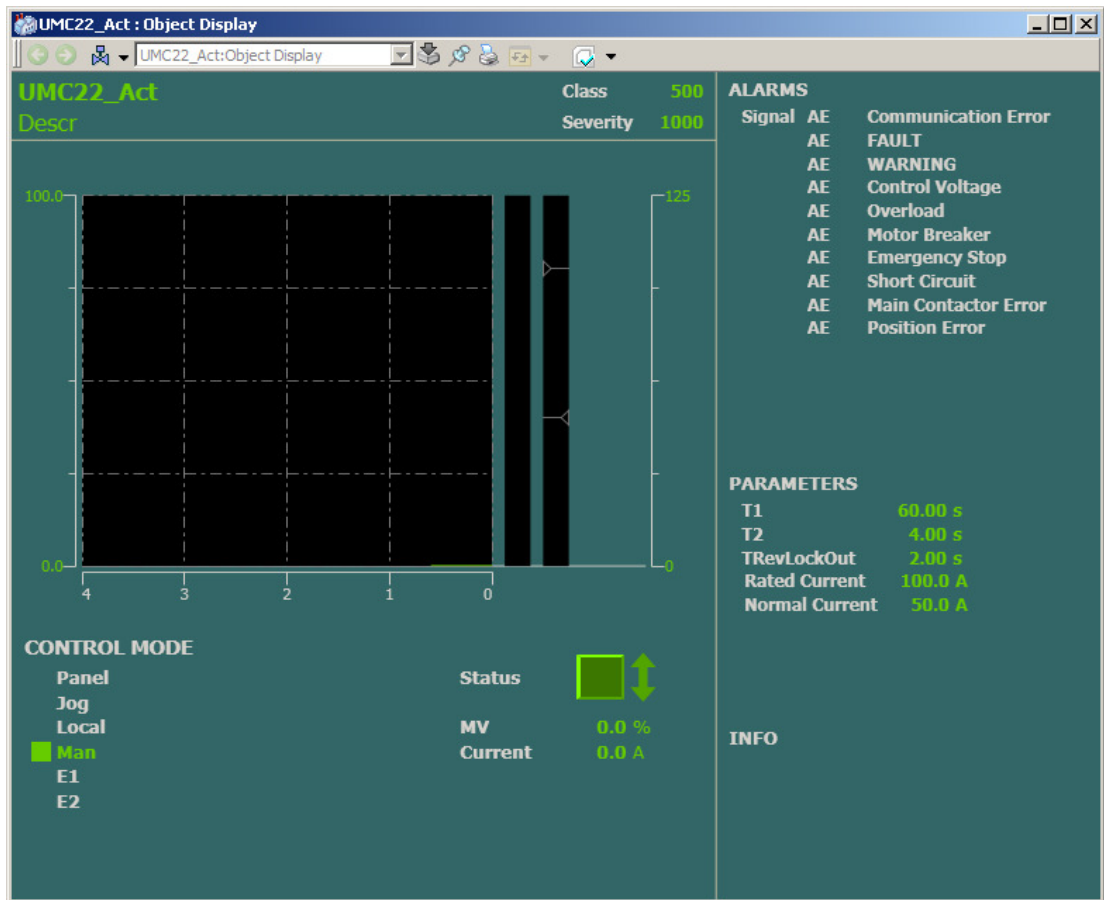 UMC22_Act : Object Display
UMC22_Act:Object Display
UMC22_Act
Class 500
Descr
Severity 1000
100.0
125
0.0
0
4 3 2 1 0
CONTROL MODE
Panel
Jog
Local
Man
E1
E2
Status
MV 0.0 %
Current 0.0 A
ALARMS
Signal AE Communication Error
AE FAULT
AE WARNING
AE Control Voltage
AE Overload
AE Motor Breaker
AE Emergency Stop
AE Short Circuit
AE Main Contactor Error
AE Position Error
PARAMETERS
T1 60.00 s
T2 4.00 s
TRevLockOut 2.00 s
Rated Current 100.0 A
Normal Current 50.0 A
INFO